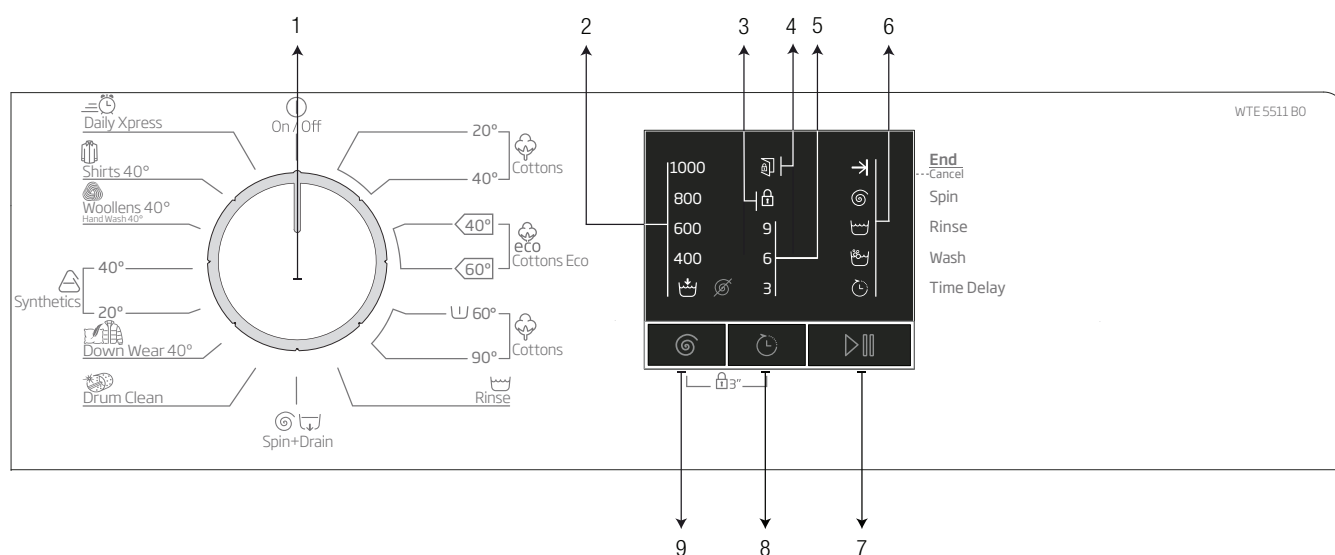 1
2
3
4
5
6
WTE 5511 B0
Daily Xpress
On / Off
Shirts 40°
Woollens 40°
Hand Wash 40°
40°
Synthetics
20°
Down Wear 40°
Drum Clean
Spin+Drain
20°
Cottons
40°
40°
eco
Cottons Eco
60°
60°
Cottons
90°
Rinse
1000
800
600
400
9
6
3
End
Cancel
Spin
Rinse
Wash
Time Delay
3"
9
8
7